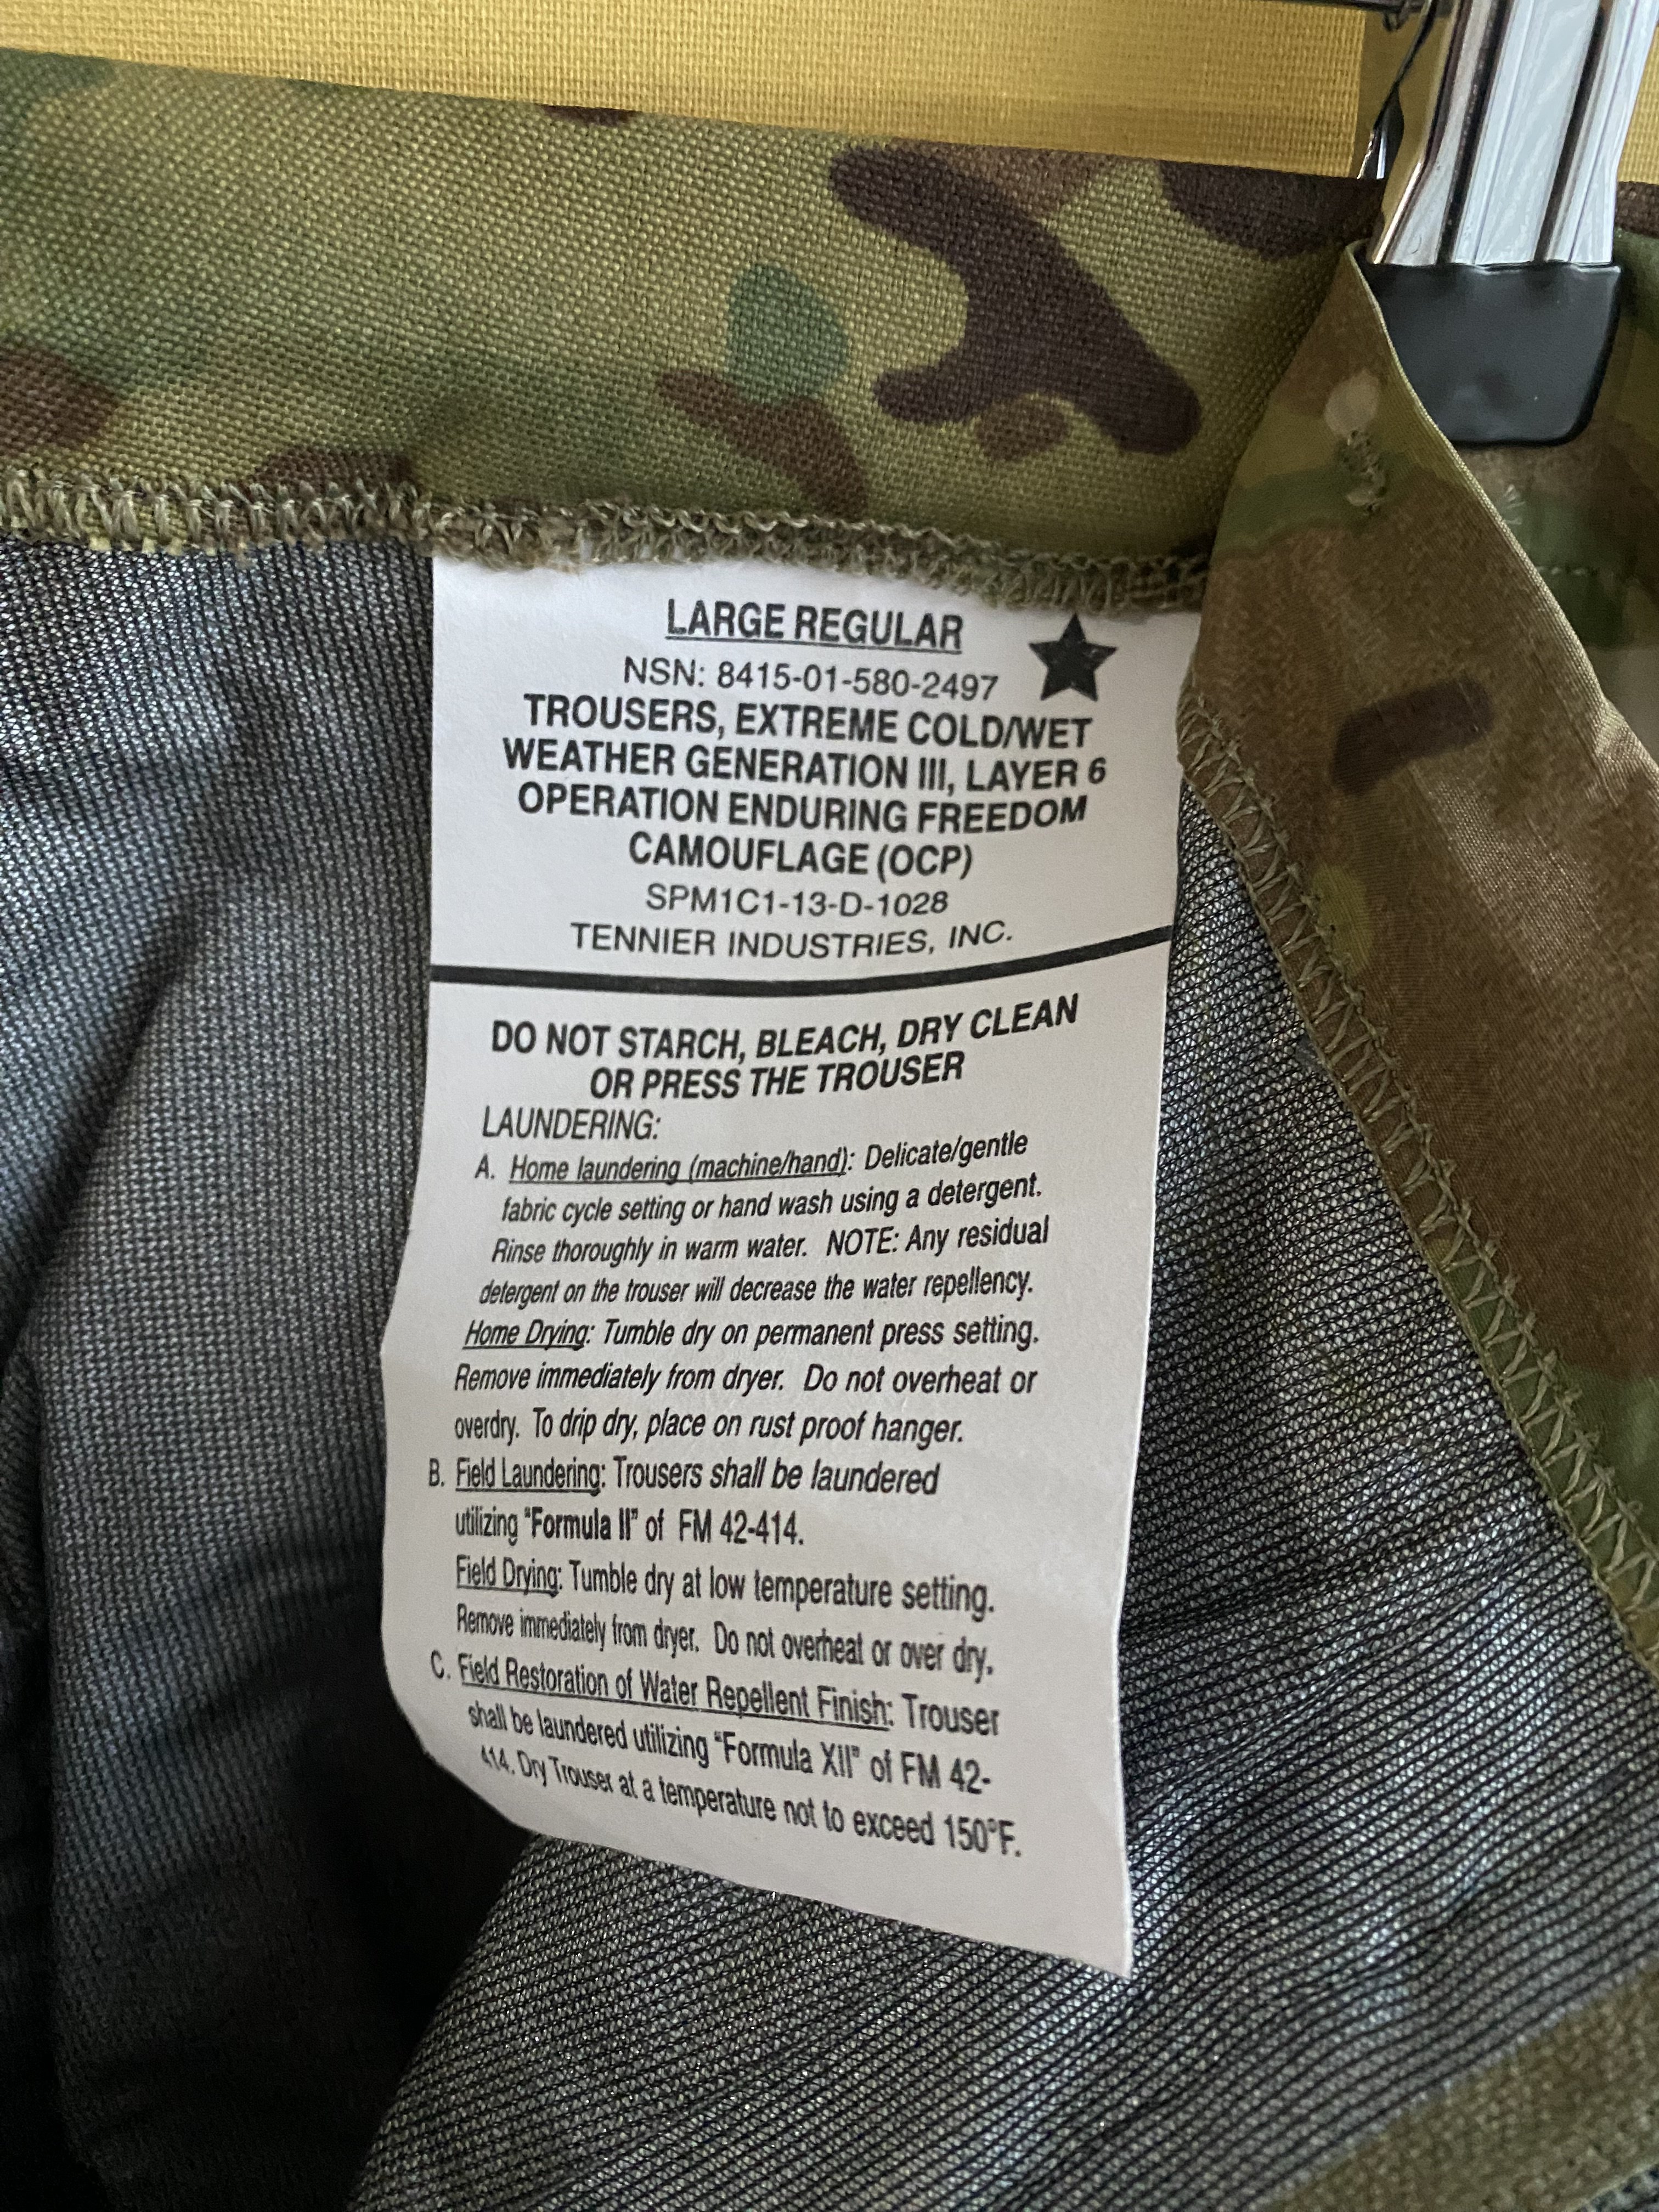 LARGE REGULAR
NSN: 8415-01-580-2497
TROUSERS, EXTREME COLD/WET
WEATHER GENERATION III, LAYER 6
OPERATION ENDURING FREEDOM
CAMOUFLAGE (OCP)
SPM1C1-13-D-1028
TENNIER INDUSTRIES, INC.
DO NOT STARCH, BLEACH, DRY CLEAN
OR PRESS THE TROUSER
LAUNDERING:
A. Home laundering (machine/hand): Delicate/gentle
fabric cycle setting or hand wash using a detergent.
Rinse thoroughly in warm water. NOTE: Any residual
detergent on the trouser will decrease the water repellency.
Home Drying: Tumble dry on permanent press setting.
Remove immediately from dryer. Do not overheat or
overdry. To drip dry, place on rust proof hanger.
B. Field Laundering: Trousers shall be laundered
utilizing "Formula II" of FM 42-414.
Field Drying: Tumble dry at low temperature setting.
Remove immediately from dryer. Do not overheat or over dry.
C. Field Restoration of Water Repellent Finish: Trouser
shall be laundered utilizing "Formula XII" of FM 42-
414. Dry Trouser at a temperature not to exceed 150°F.